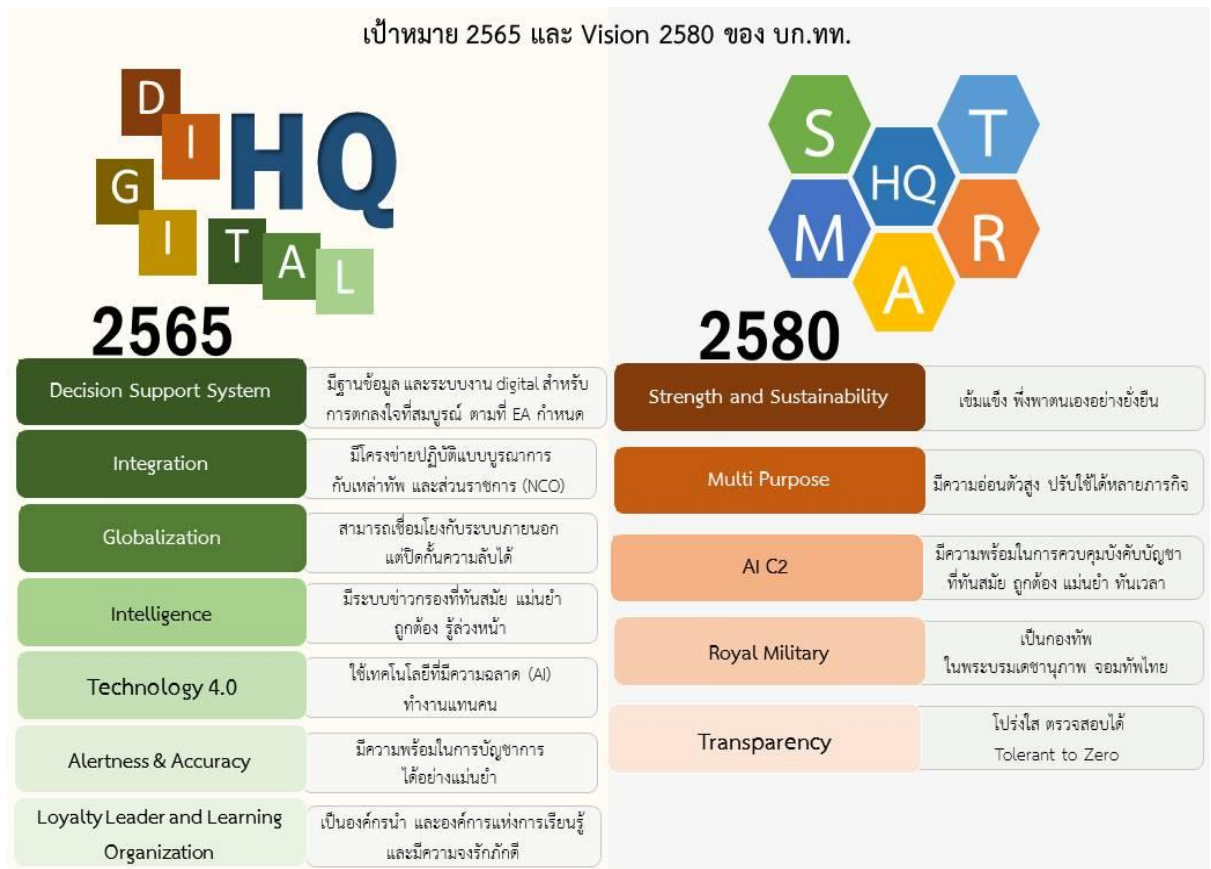 เป้าหมาย 2565 และ Vision 2580 ของ บก.ทท.
DIGITAL HQ
2565
Decision Support System
มีฐานข้อมูล และระบบงาน digital สำหรับ
การตกลงใจที่สมบูรณ์ ตามที่ EA กำหนด
Integration
มีโครงข่ายปฏิบัติแบบบูรณาการ
กับเหล่าทัพ และส่วนราชการ (NCO)
Globalization
สามารถเชื่อมโยงกับระบบภายนอก
แต่ปิดกั้นความลับได้
Intelligence
มีระบบข่าวกรองที่ทันสมัย แม่นยำ
ถูกต้อง รู้ล่วงหน้า
Technology 4.0
ใช้เทคโนโลยีที่มีความฉลาด (AI)
ทำงานแทนคน
Alertness & Accuracy
มีความพร้อมในการบัญชาการ
ได้อย่างแม่นยำ
Loyalty Leader and Learning
Organization
เป็นองค์กรนำ และองค์การแห่งการเรียนรู้
และมีความจงรักภักดี
SMART HQ
2580
Strength and Sustainability
เข้มแข็ง พึ่งพาตนเองอย่างยั่งยืน
Multi Purpose
มีความอ่อนตัวสูง ปรับใช้ได้หลายภารกิจ
AI C2
มีความพร้อมในการควบคุมบังคับบัญชา
ที่ทันสมัย ถูกต้อง แม่นยำ ทันเวลา
Royal Military
เป็นกองทัพ
ในพระบรมเดชานุภาพ จอมทัพไทย
Transparency
โปร่งใส ตรวจสอบได้
Tolerant to Zero